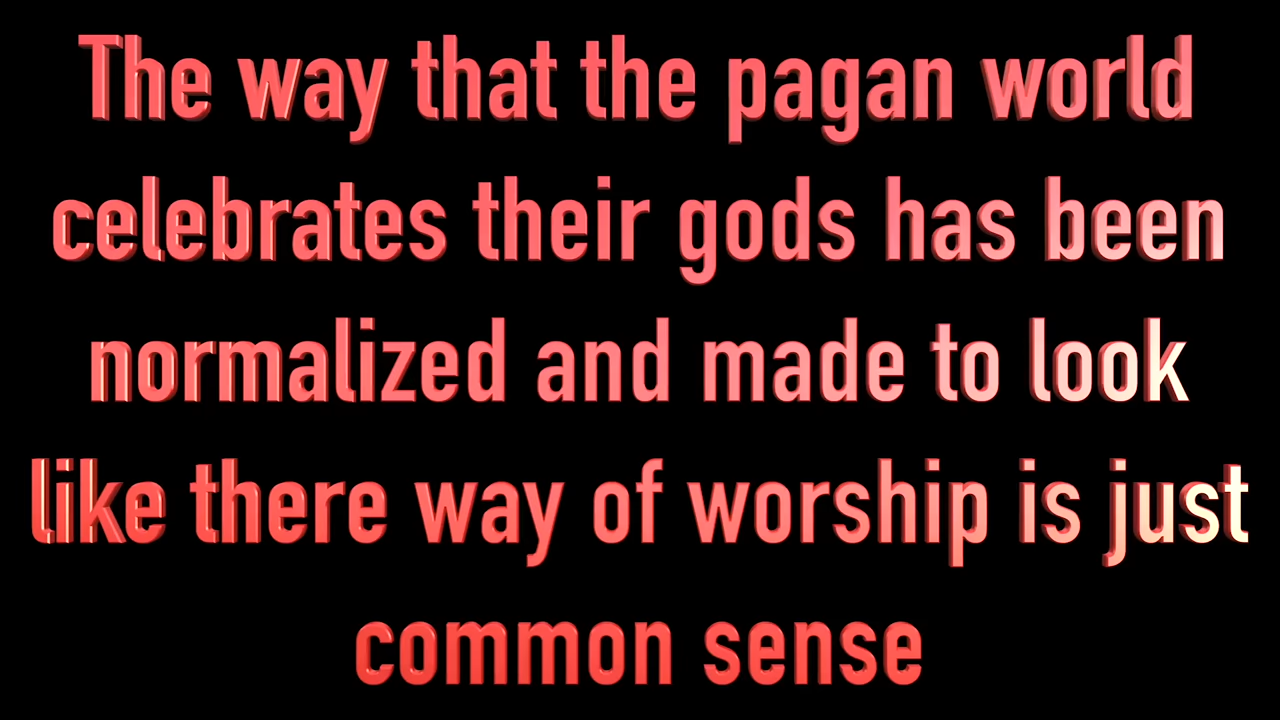 The way that the pagan world
celebrates their gods has been
normalized and made to look
like there way of worship is just
common sense